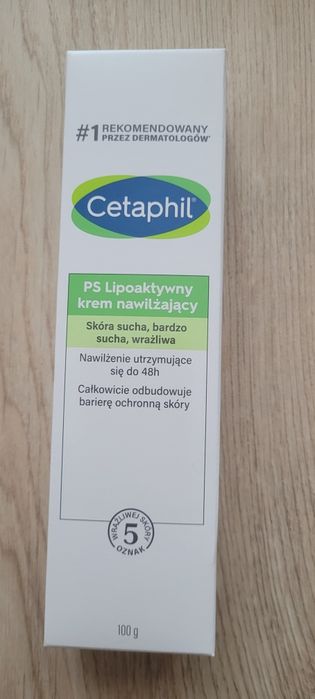 #1 REKOMENDOWANY
PRZEZ DERMATOLOGÓW*
Cetaphil®
PS Lipoaktywny
krem nawilżający
Skóra sucha, bardzo
sucha, wrażliwa
Nawilżenie utrzymujące
się do 48h
Całkowicie odbudowuje
barierę ochronną skóry
WRAŻLIWEJ SKÓRY
5
OZNAK
100 g